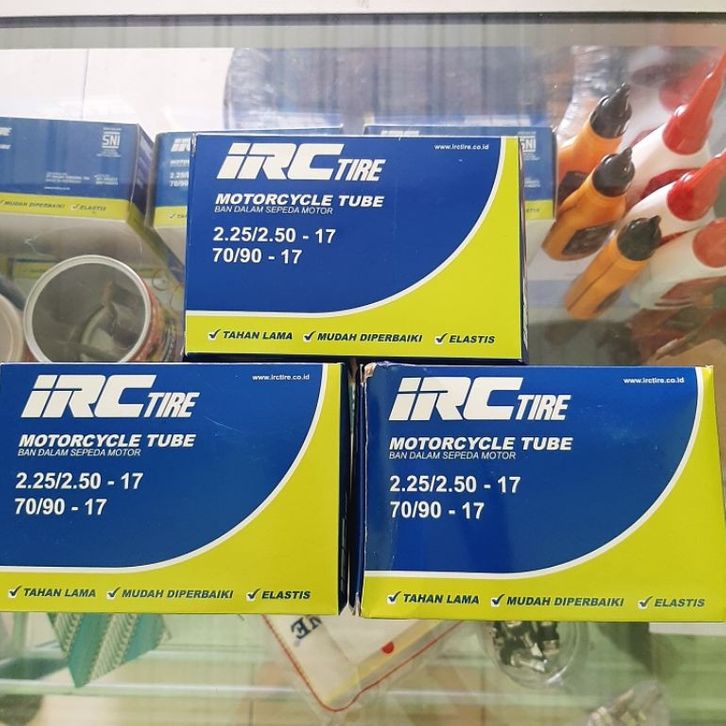 IRC TIRE
www.irctire.co.id
MOTORCYCLE TUBE
BAN DALAM SEPEDA MOTOR
2.25/2.50 - 17
70/90 - 17
✓ TAHAN LAMA ✓ MUDAH DIPERBAIKI ✓ ELASTIS
IRC TIRE
www.irctire.co.id
MOTORCYCLE TUBE
BAN DALAM SEPEDA MOTOR
2.25/2.50 - 17
70/90 - 17
✓ TAHAN LAMA ✓ MUDAH DIPERBAIKI ✓ ELASTIS
IRC TIRE
www.irctire.co.id
MOTORCYCLE TUBE
BAN DALAM SEPEDA MOTOR
2.25/2.50 - 17
70/90 - 17
✓ TAHAN LAMA ✓ MUDAH DIPERBAIKI ✓ ELASTIS
SNI
MUDAH DIPERBAIKI ✓ ELASTIS
SNI